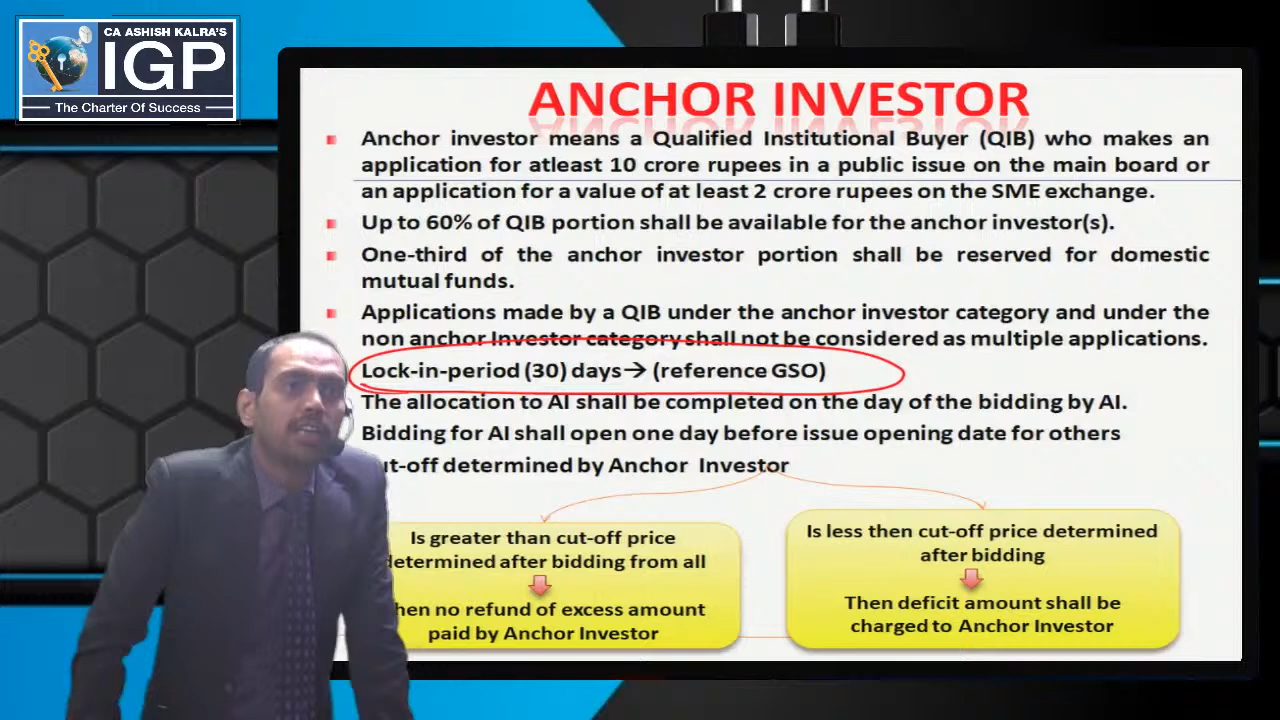 CA ASHISH KALRA'S
IGP
The Charter Of Success
ANCHOR INVESTOR
Anchor investor means a Qualified Institutional Buyer (QIB) who makes an
application for atleast 10 crore rupees in a public issue on the main board or
an application for a value of at least 2 crore rupees on the SME exchange.
Up to 60% of QIB portion shall be available for the anchor investor(s).
One-third of the anchor investor portion shall be reserved for domestic
mutual funds.
Applications made by a QIB under the anchor investor category and under the
non anchor Investor category shall not be considered as multiple applications.
Lock-in-period (30) days→ (reference GSO)
The allocation to AI shall be completed on the day of the bidding by AI.
Bidding for AI shall open one day before issue opening date for others
ut-off determined by Anchor Investor
Is greater than cut-off price
determined after bidding from all
hen no refund of excess amount
paid by Anchor Investor
Is less then cut-off price determined
after bidding
Then deficit amount shall be
charged to Anchor Investor